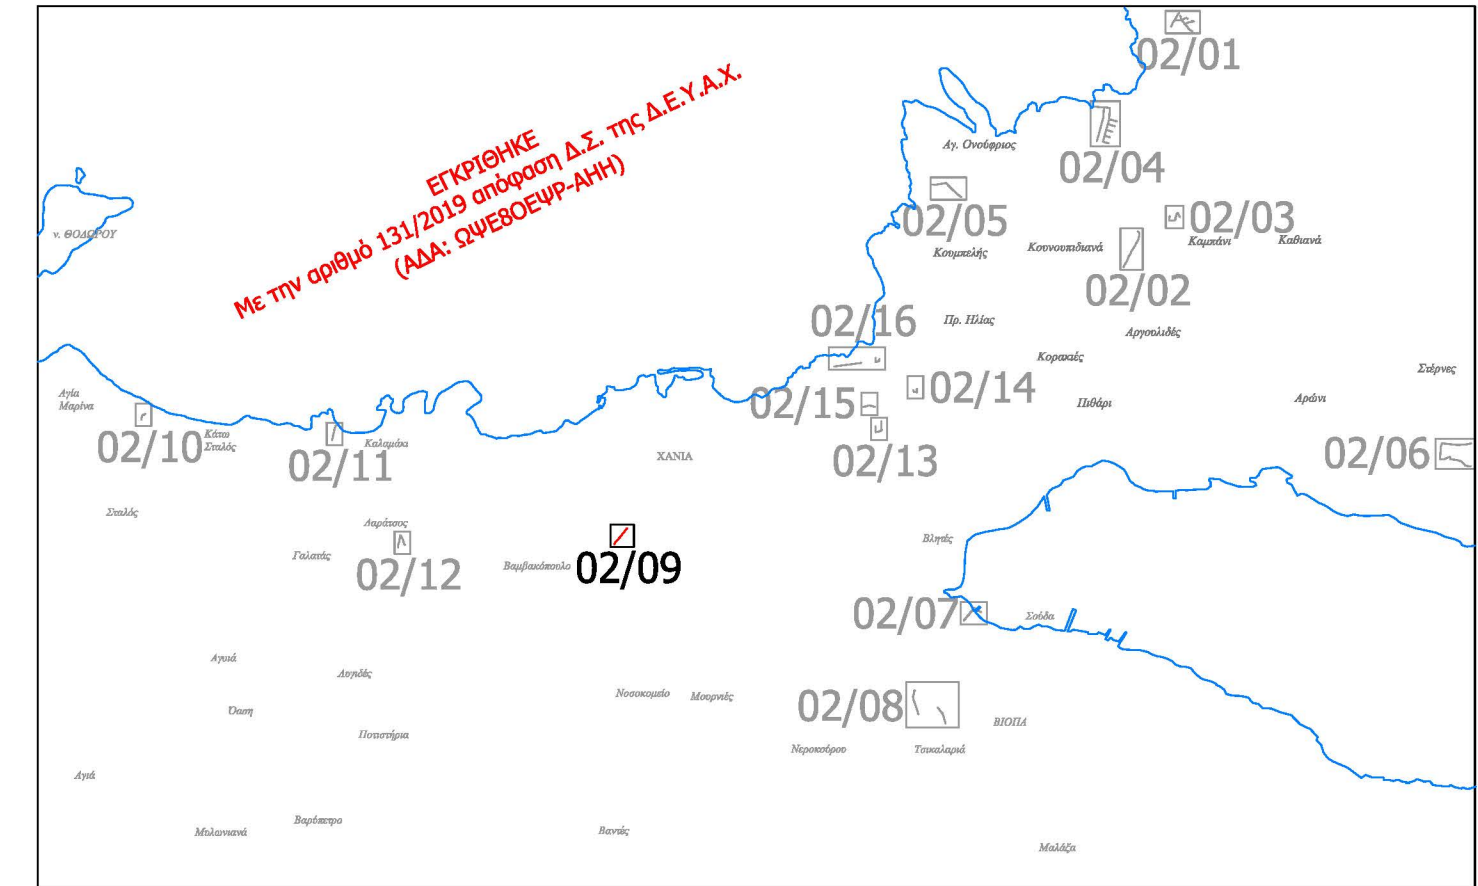 02/01
ΕΓΚΡΙΘΗΚΕ
Με την αριθμό 131/2019 απόφαση Δ.Σ. της Δ.Ε.Υ.Α.Χ.
(ΑΔΑ: ΩΨΕ8ΟΕΨΡ-ΑΗΗ)
Αγ. Ονούφριος
02/04
02/05
02/03
ν. ΘΟΔΩΡΟΥ
Κουμπελής
Κουνουπιδιανά
Καμπάνι
Καθιανά
02/02
02/16
Πρ. Ηλίας
Αργουλιδές
Κορακιές
Στέρνες
Αγία
Μαρίνα
02/15
02/14
Πιθάρι
Αρώνι
02/10
Κάτω
Σταλός
02/11
Καλαμάκι
ΧΑΝΙΑ
02/13
02/06
Σταλός
Δαράτσος
Γαλατάς
02/12
Βαμβακόπουλο
02/09
Βλητές
02/07
Σούδα
Αγυιά
Λυγιδές
Νοσοκομείο
Μουρνιές
02/08
Όαση
ΒΙΟΠΑ
Ποτιστήρια
Νεροκούρου
Τσικαλαριά
Αγιά
Μυλωνιανά
Βαρύπετρο
Βαντές
Μαλάξα